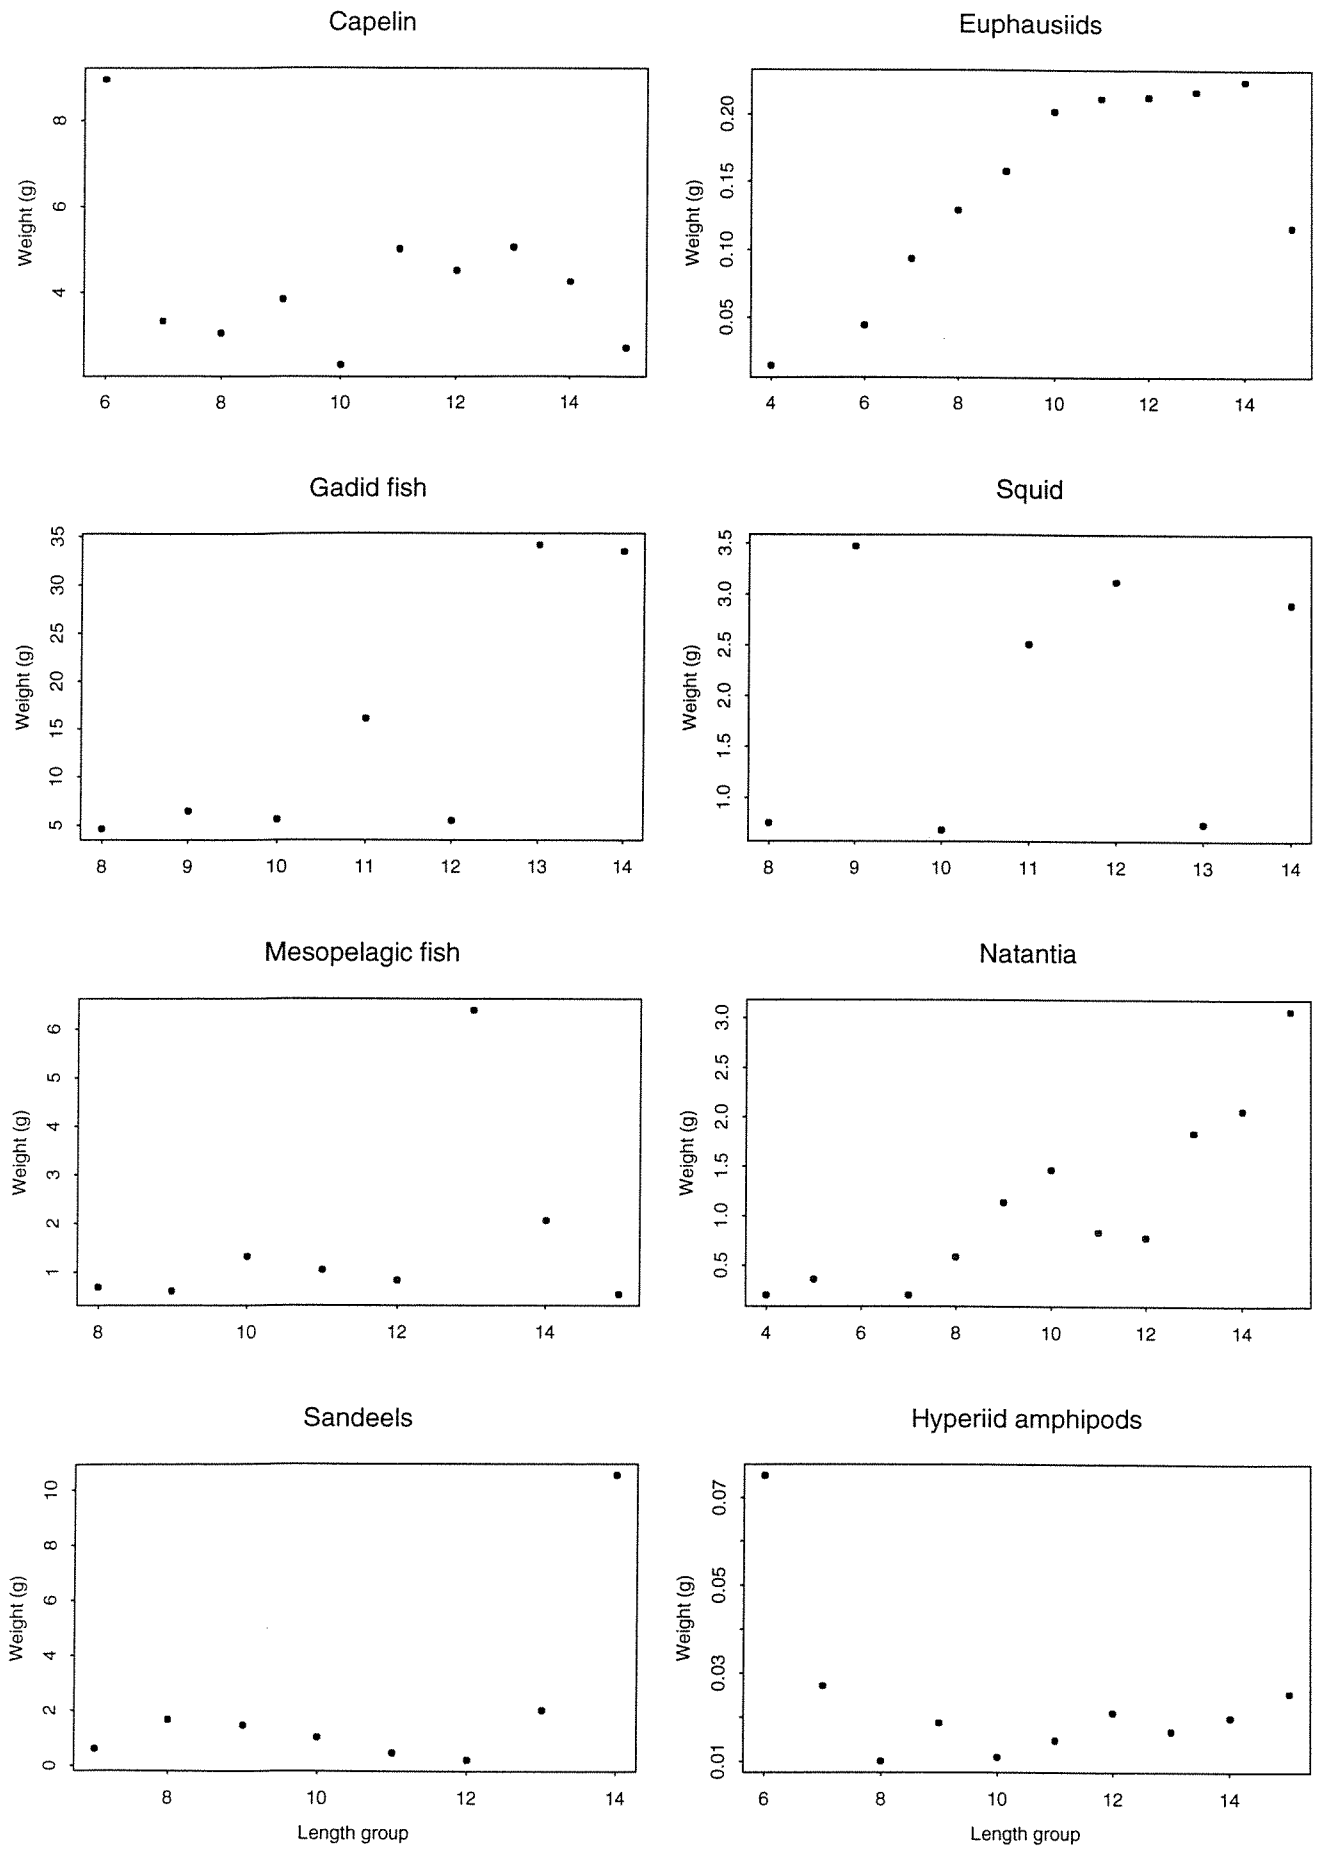 Capelin
Weight (g)
8
6
4
6 8 10 12 14
Euphausiids
Weight (g)
0.20
0.15
0.10
0.05
4 6 8 10 12 14
Gadid fish
Weight (g)
35
30
25
20
15
10
5
8 9 10 11 12 13 14
Squid
Weight (g)
3.5
3.0
2.5
2.0
1.5
1.0
8 9 10 11 12 13 14
Mesopelagic fish
Weight (g)
6
5
4
3
2
1
8 10 12 14
Natantia
Weight (g)
3.0
2.5
2.0
1.5
1.0
0.5
4 6 8 10 12 14
Sandeels
Weight (g)
10
8
6
4
2
0
8 10 12 14
Length group
Hyperiid amphipods
Weight (g)
0.07
0.05
0.03
0.01
6 8 10 12 14
Length group